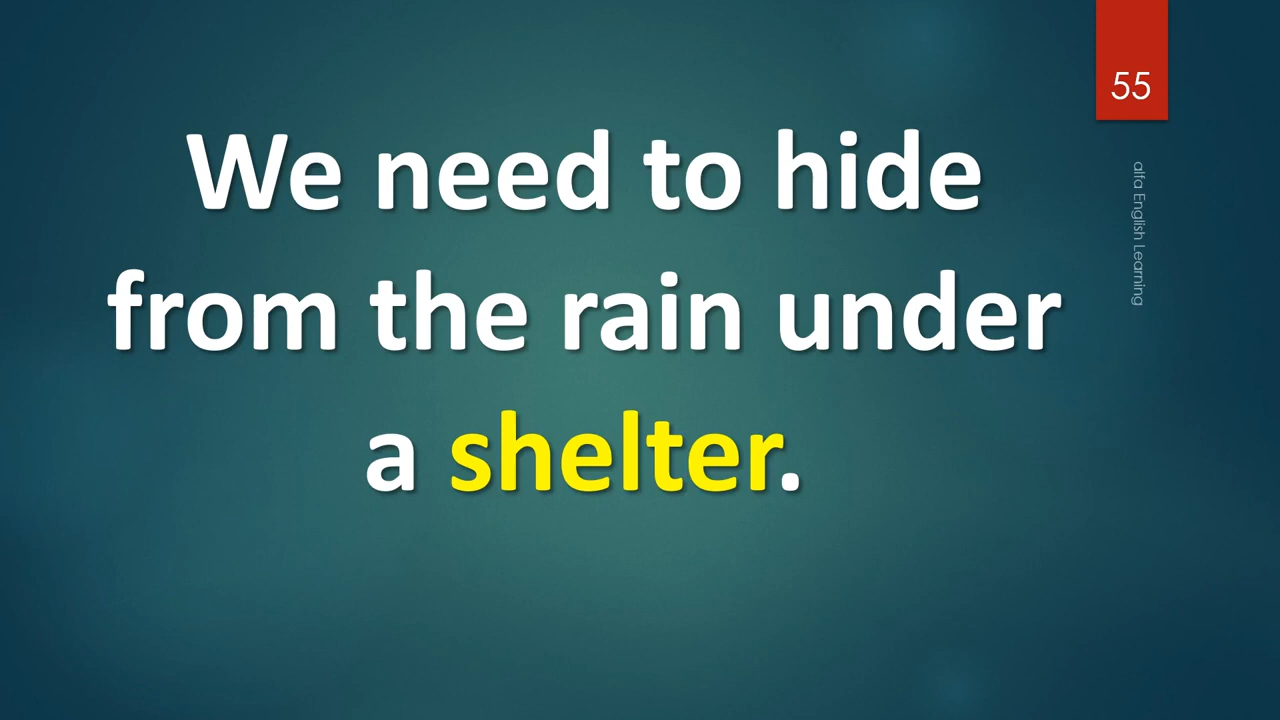 55
We need to hide
from the rain under
a shelter.
alfa English Learning